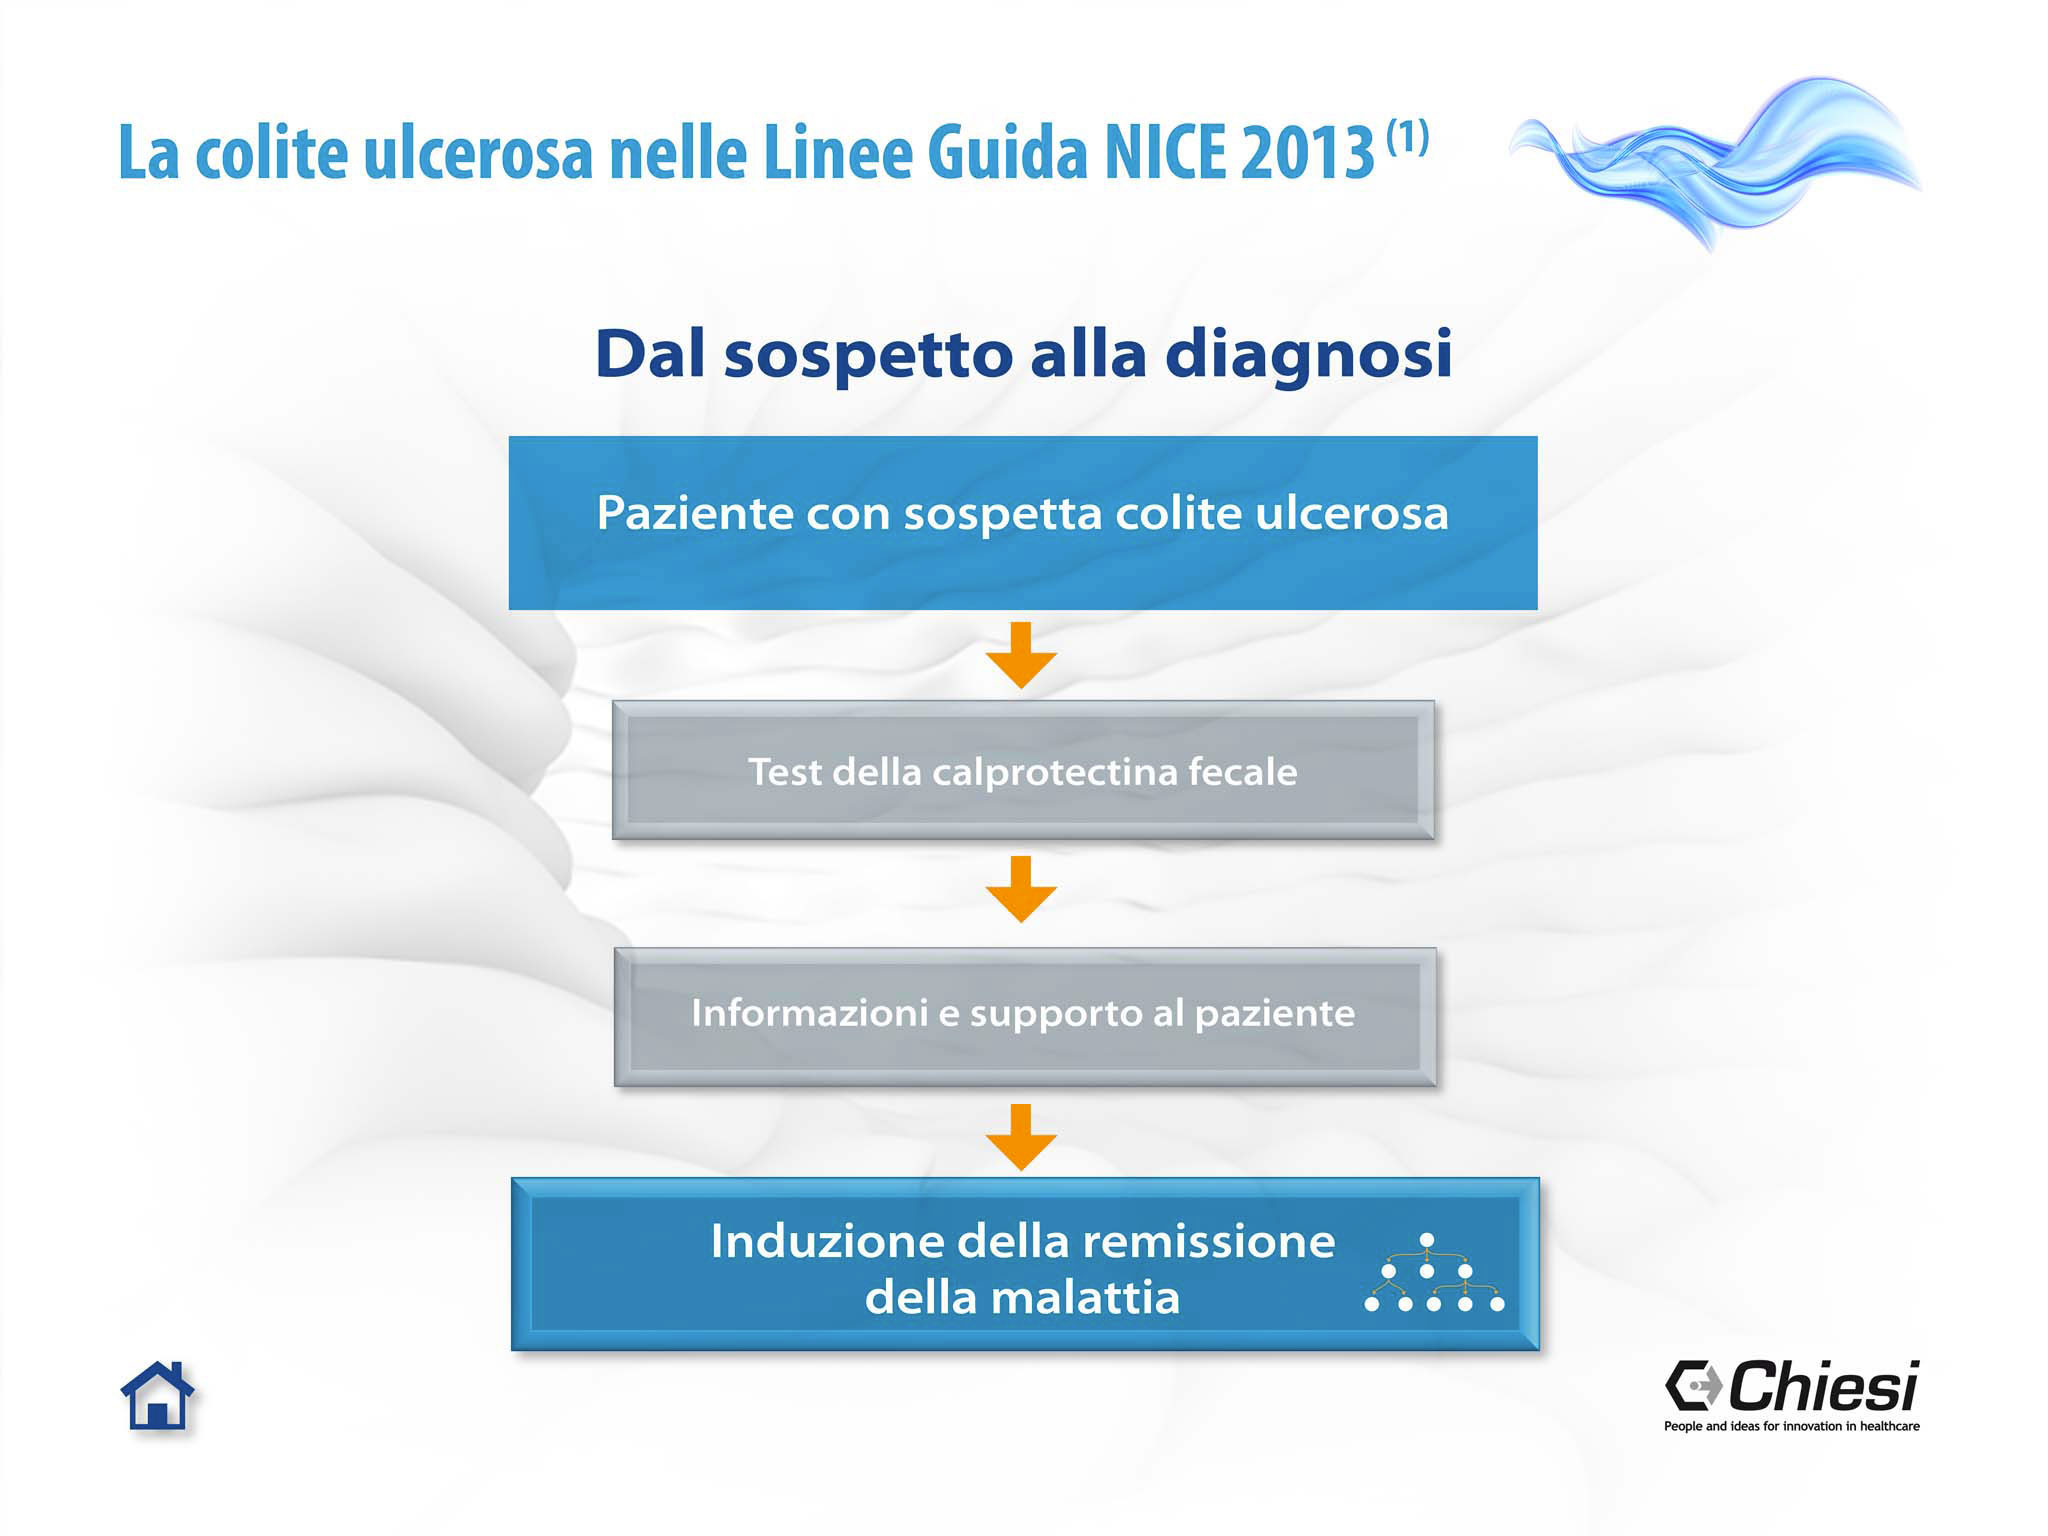 La colite ulcerosa nelle Linee Guida NICE 2013 (1)
Dal sospetto alla diagnosi
Paziente con sospetta colite ulcerosa
Test della calprotectina fecale
Informazioni e supporto al paziente
Induzione della remissione
della malattia
Chiesi
People and ideas for innovation in healthcare